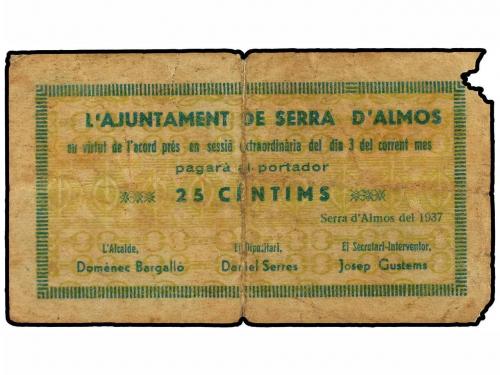 L'AJUNTAMENT DE SERRA D'ALMOS
en virtut de l'acord prés en sessió extraordinària del dia 3 del corrent mes
pagarà al portador
25 CÈNTIMS
Serra d'Almos del 1937
L'Alcalde, El Dipositari, El Secretari-Interventor,
Domènec Bargalló Daniel Serres Josep Gustems